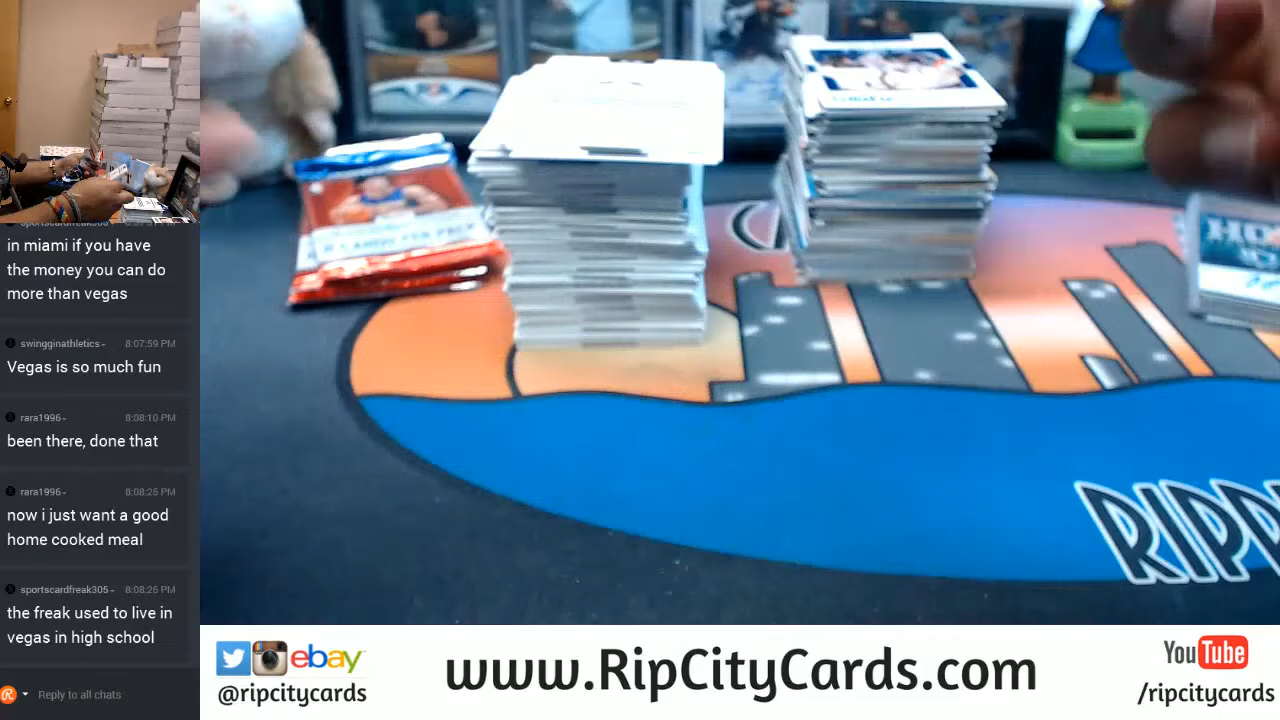 in miami if you have
the money you can do
more than vegas
swingginathletics
8:07:59 PM
Vegas is so much fun
rara1996
8:08:10 PM
been there, done that
rara1996
8:08:25 PM
now i just want a good
home cooked meal
sportscardfreak305
8:08:26 PM
the freak used to live in
vegas in high school
Reply to all chats
RIPP
ebay
@ripcitycards
www.RipCityCards.com
YouTube
/ripcitycards